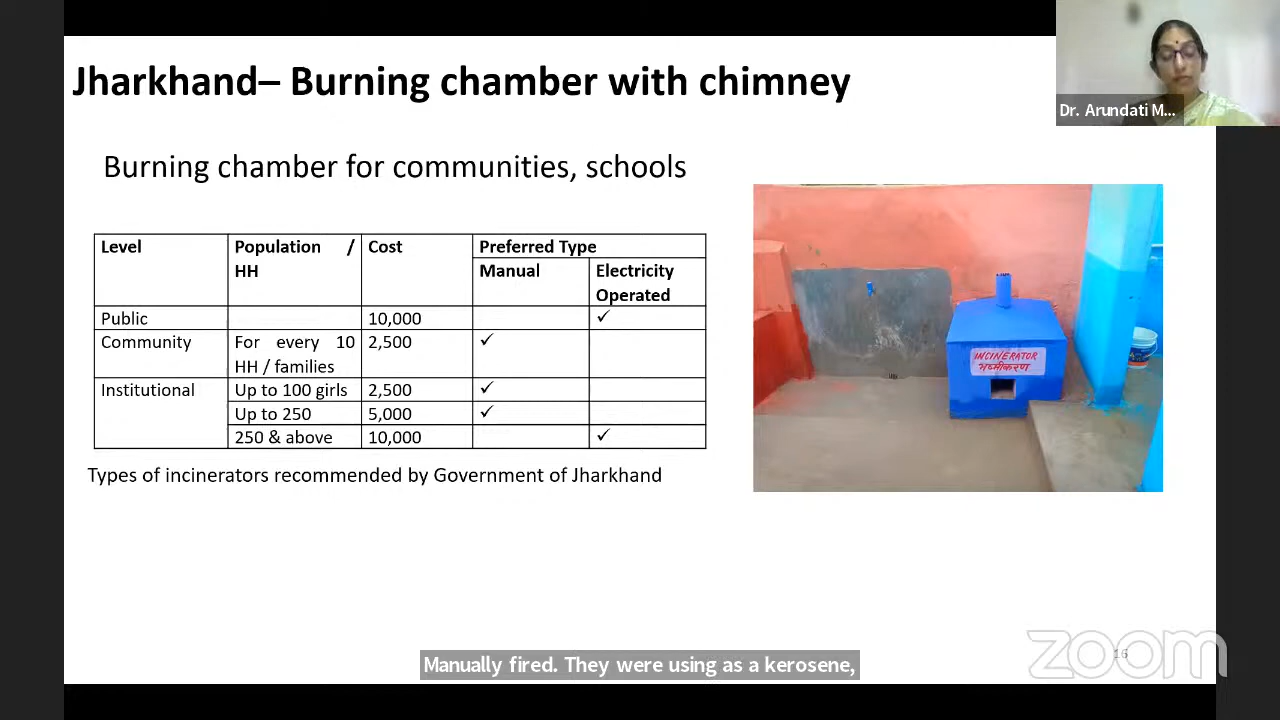 Jharkhand– Burning chamber with chimney
Dr. Arundati M...
Burning chamber for communities, schools
Level
Population /
HH
Cost
Preferred Type
Manual
Electricity
Operated
Public
10,000
✓
Community
For every 10
HH / families
2,500
✓
Institutional
Up to 100 girls
2,500
✓
Up to 250
5,000
✓
250 & above
10,000
✓
INCINERATOR
भस्मीकरण
Types of incinerators recommended by Government of Jharkhand
Manually fired. They were using as a kerosene,
zoom
16